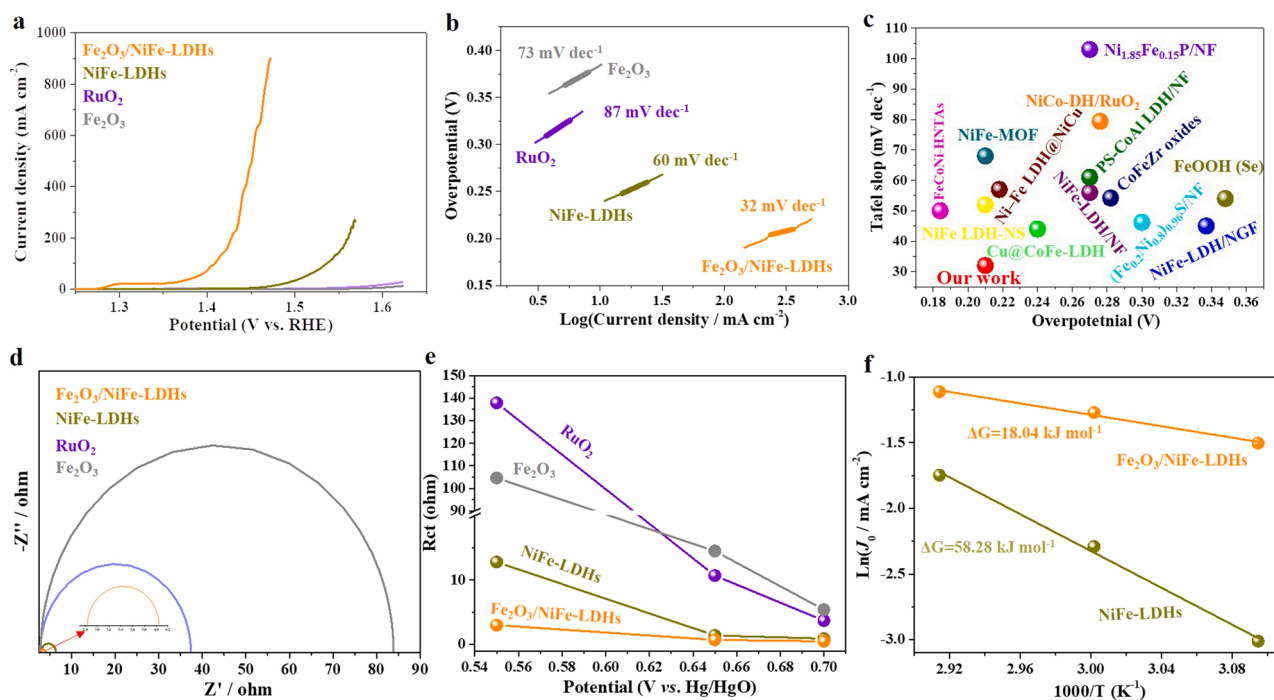 a
1000
800
600
400
200
0
1.3
1.4
1.5
1.6
Current density (mA cm⁻²)
Potential (V vs. RHE)
Fe₂O₃/NiFe-LDHs
NiFe-LDHs
RuO₂
Fe₂O₃
b
0.40
0.35
0.30
0.25
0.20
0.15
0.0
0.5
1.0
1.5
2.0
2.5
3.0
Overpotential (V)
Log(Current density / mA cm⁻²)
73 mV dec⁻¹
Fe₂O₃
87 mV dec⁻¹
RuO₂
60 mV dec⁻¹
NiFe-LDHs
32 mV dec⁻¹
Fe₂O₃/NiFe-LDHs
c
110
100
90
80
70
60
50
40
30
0.18
0.20
0.22
0.24
0.26
0.28
0.30
0.32
0.34
0.36
Tafel slop (mV dec⁻¹)
Overpotetnial (V)
Ni₁.₈₅Fe₀.₁₅P/NF
NiCo-DH/RuO₂
NiFe-MOF
FeCoNi-HNTAs
Ni–Fe LDH@NiCu
PS-CoAl LDH/NF
CoFeZr oxides
FeOOH (Se)
NiFe LDH-NS
Cu@CoFe-LDH
NiFe-LDH/NF
(Fe₀.₂Ni₀.₈)₀.₉₆S/NF
NiFe-LDH/NGF
Our work
d
-Z'' / ohm
Z' / ohm
10
20
30
40
50
60
70
80
90
Fe₂O₃/NiFe-LDHs
NiFe-LDHs
RuO₂
Fe₂O₃
e
150
140
130
120
110
100
90
10
0
0.54
0.56
0.58
0.60
0.62
0.64
0.66
0.68
0.70
Rct (ohm)
Potential (V vs. Hg/HgO)
RuO₂
Fe₂O₃
NiFe-LDHs
Fe₂O₃/NiFe-LDHs
f
-1.0
-1.5
-2.0
-2.5
-3.0
2.92
2.96
3.00
3.04
3.08
Ln(J₀ / mA cm⁻²)
1000/T (K⁻¹)
ΔG=18.04 kJ mol⁻¹
Fe₂O₃/NiFe-LDHs
ΔG=58.28 kJ mol⁻¹
NiFe-LDHs